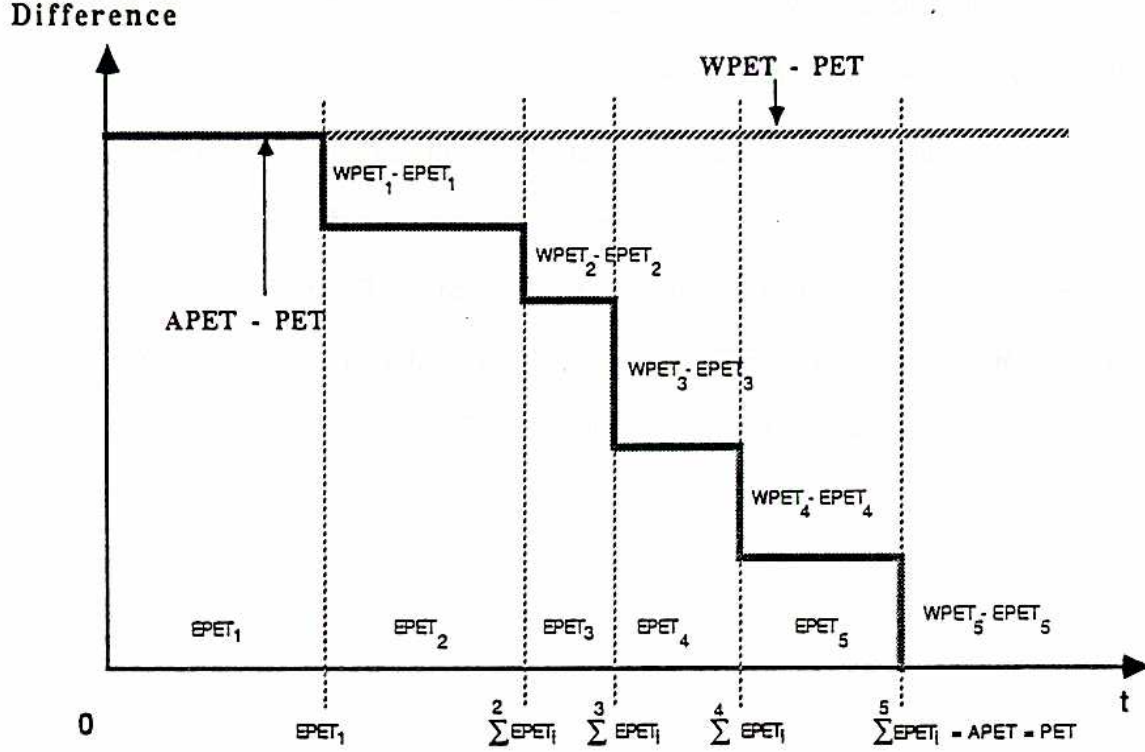 Difference
WPET - PET
WPET₁-EPET₁
WPET₂-EPET₂
APET - PET
WPET₃-EPET₃
WPET₄-EPET₄
WPET₅-EPET₅
EPET₁ EPET₂ EPET₃ EPET₄ EPET₅
t
0 EPET₁ ²∑EPETᵢ ³∑EPETᵢ ⁴∑EPETᵢ ⁵∑EPETᵢ = APET = PET